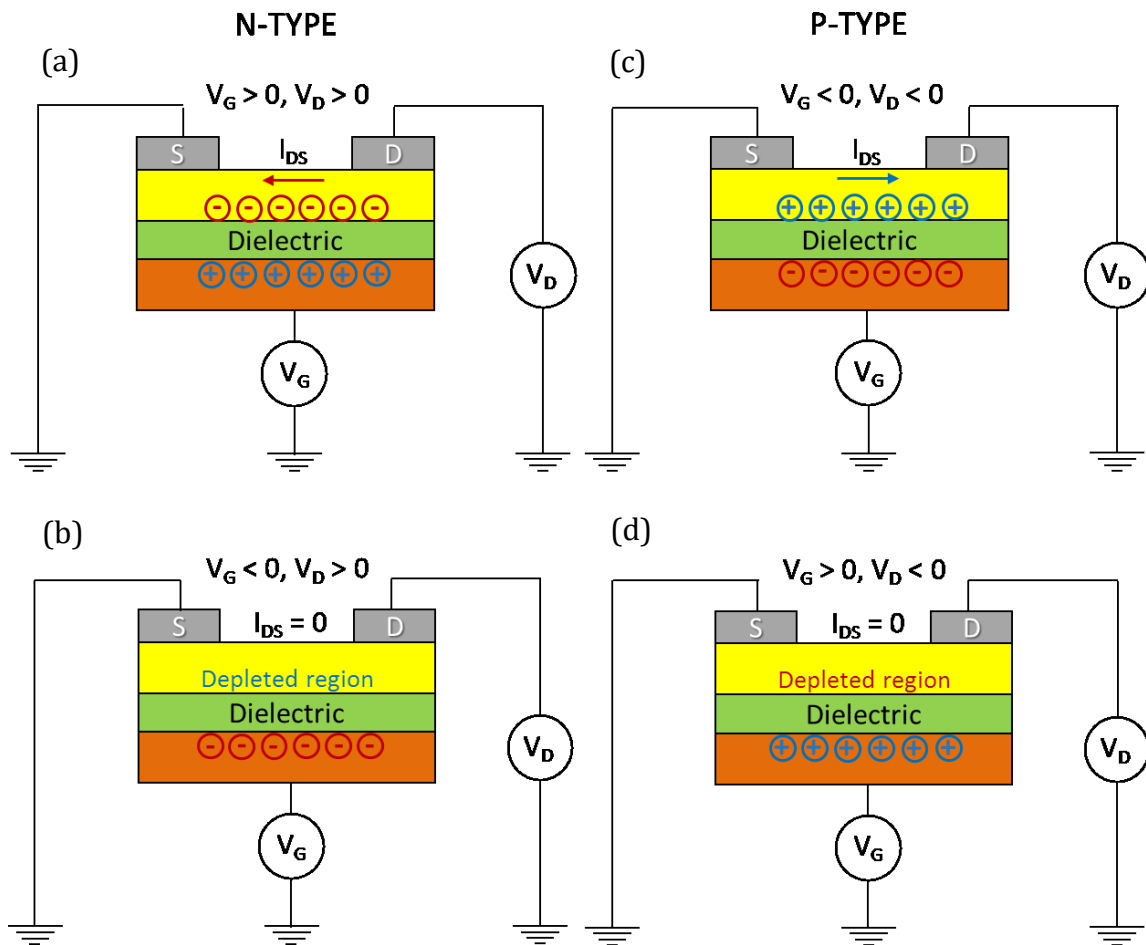 N-TYPE
(a)
V_G > 0, V_D > 0
S
I_DS
D
- - - - - -
Dielectric
+ + + + + +
V_D
V_G
(b)
V_G < 0, V_D > 0
S
I_DS = 0
D
Depleted region
Dielectric
- - - - - -
V_D
V_G
P-TYPE
(c)
V_G < 0, V_D < 0
S
I_DS
D
+ + + + + +
Dielectric
- - - - - -
V_D
V_G
(d)
V_G > 0, V_D < 0
S
I_DS = 0
D
Depleted region
Dielectric
+ + + + + +
V_D
V_G